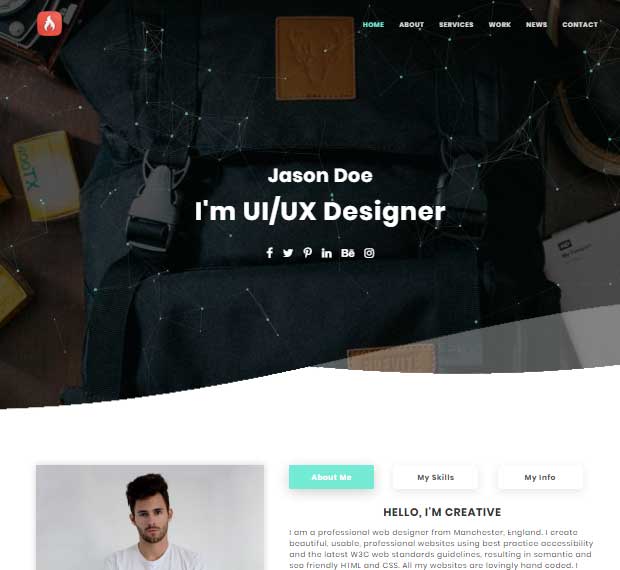 HOME ABOUT SERVICES WORK NEWS CONTACT
Jason Doe
I'm UI/UX Designer
Bē
About Me My Skills My Info
HELLO, I'M CREATIVE
I am a professional web designer from Manchester, England. I create
beautiful, usable, professional websites using best practice accessibility
and the latest W3C web standards guidelines, resulting in semantic and
seo friendly HTML and CSS. All my websites are lovingly hand coded. I